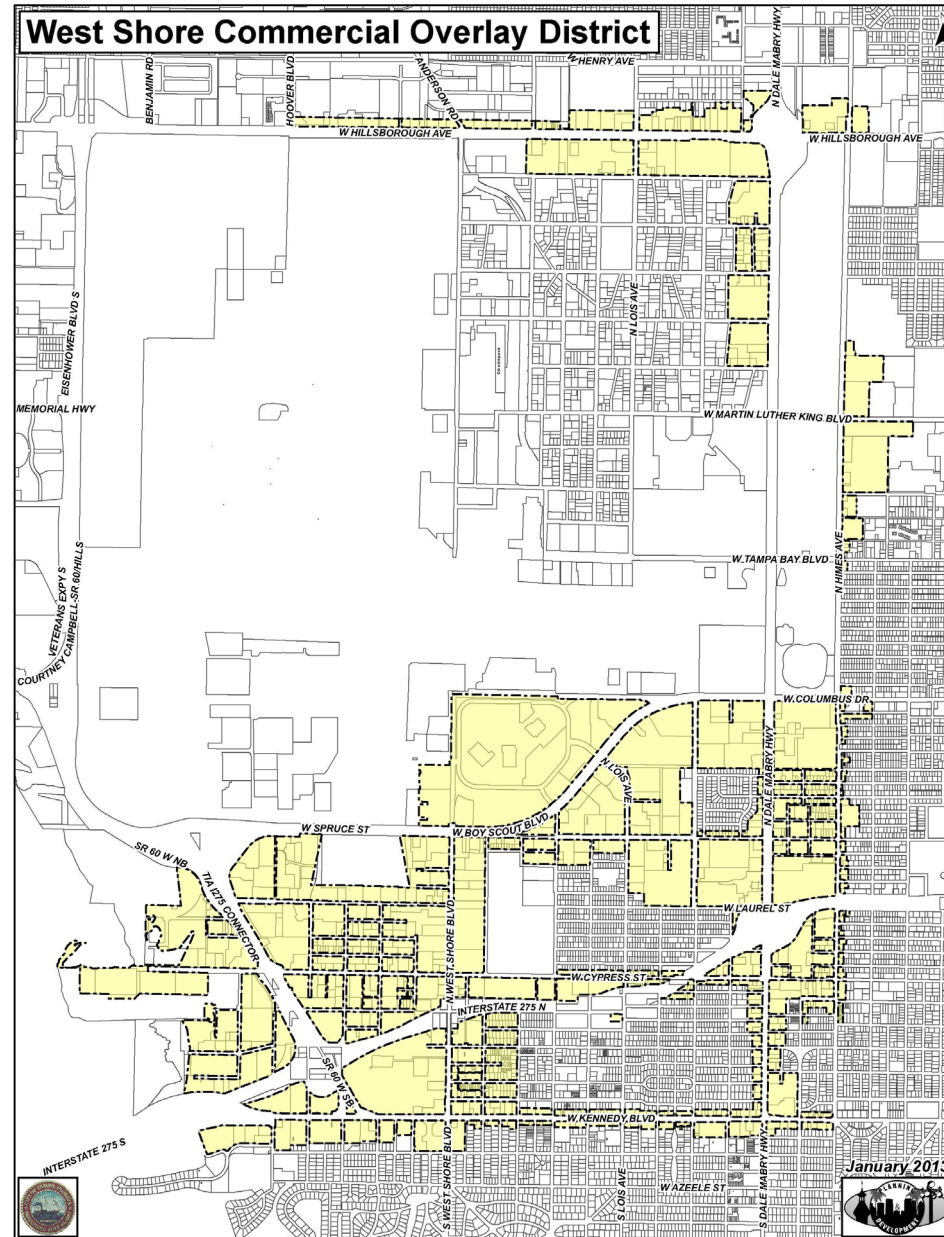 West Shore Commercial Overlay District
W HENRY AVE
N DALE MABRY HWY
BENJAMIN RD
HOOVER BLVD
ANDERSON RD
W HILLSBOROUGH AVE
W HILLSBOROUGH AVE
EISENHOWER BLVD S
N LOIS AVE
MEMORIAL HWY
W MARTIN LUTHER KING BLVD
W TAMPA BAY BLVD
N HIMES AVE
VETERANS EXPY S
COURTNEY CAMPBELL-SR 60/HILLS
W COLUMBUS DR
N LOIS AVE
N DALE MABRY HWY
W SPRUCE ST
W BOY SCOUT BLVD
SR 60 W NB
TIA I275 CONNECTOR
N WEST SHORE BLVD
W LAUREL ST
W CYPRESS ST
INTERSTATE 275 N
SR 60 W SB
W KENNEDY BLVD
INTERSTATE 275 S
S WEST SHORE BLVD
S LOIS AVE
W AZEELE ST
S DALE MABRY HWY
January 2013
PLANNING
&
DEVELOPMENT